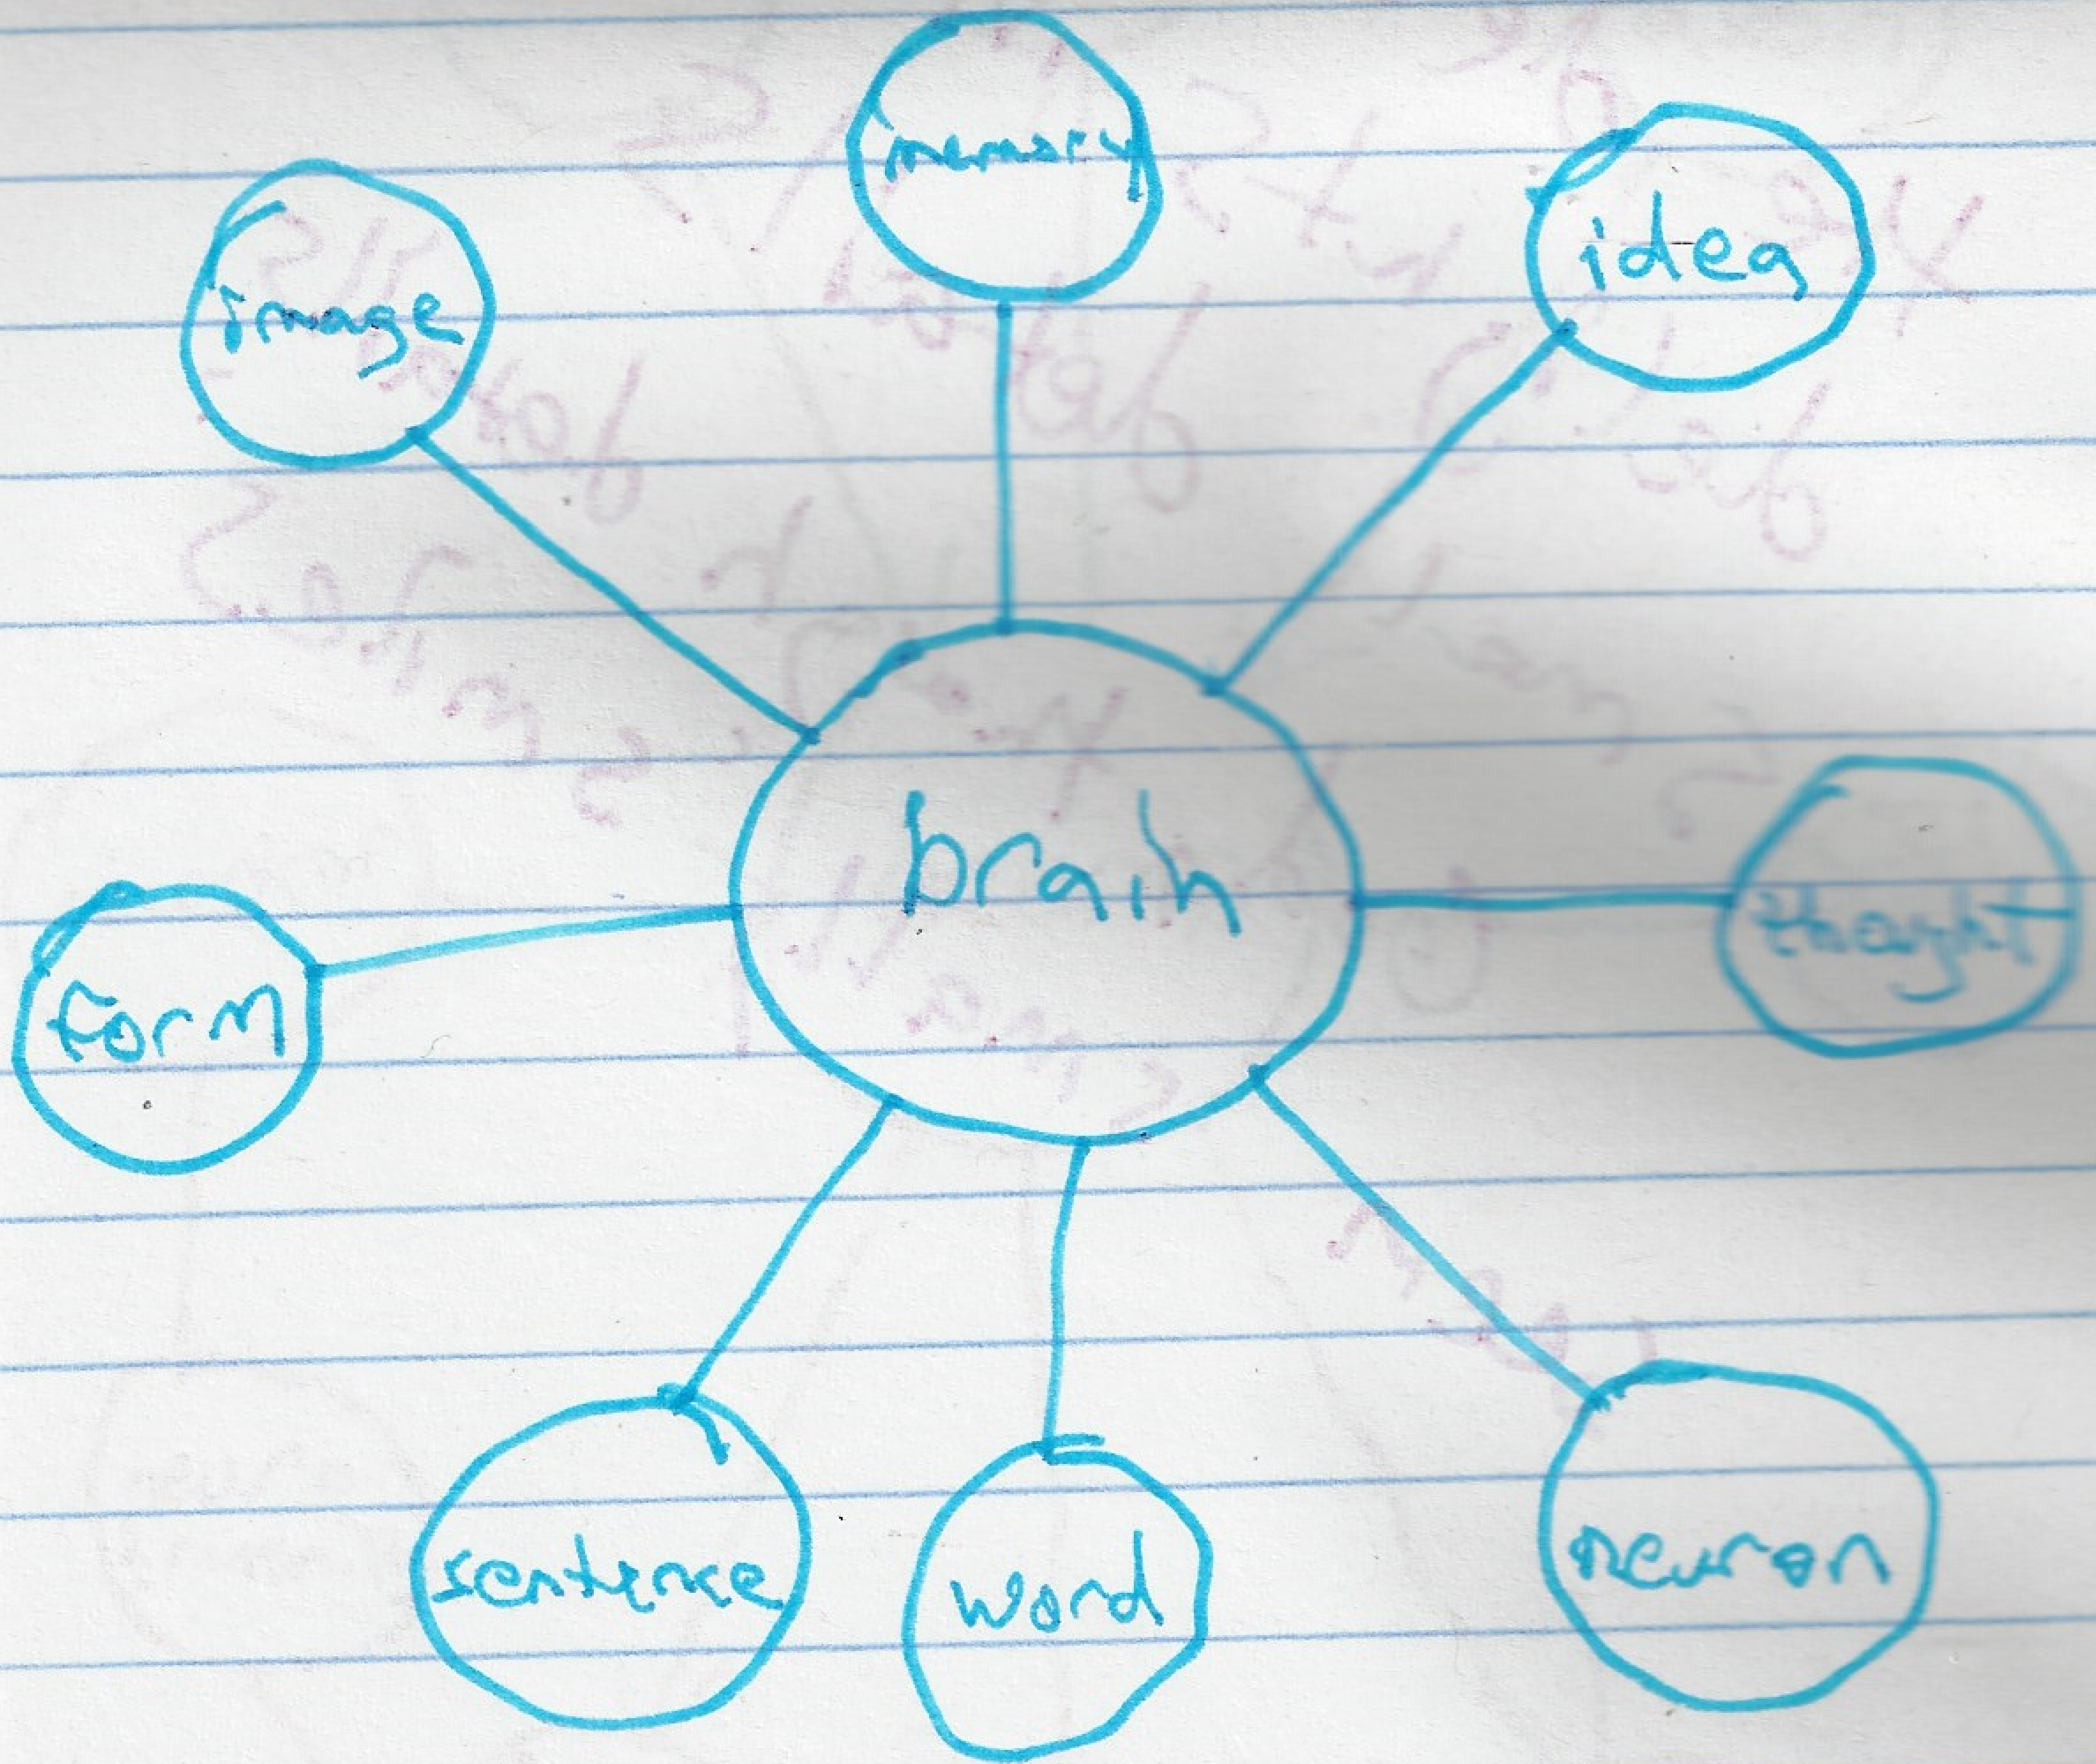 memory
idea
image
brain
thought
form
sentence
word
neuron